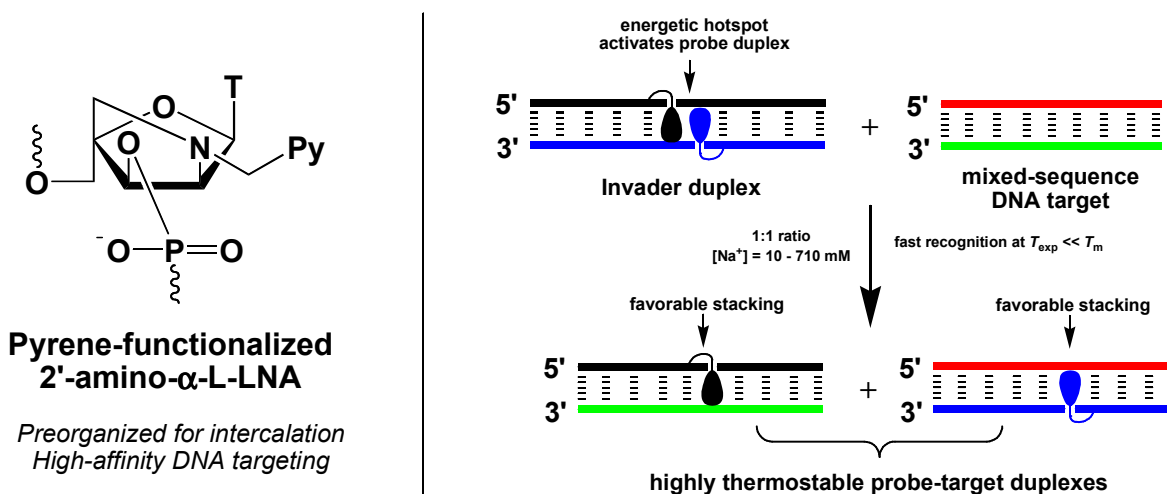 T
O
O
N
Py
O
⁻O
P
O
Pyrene-functionalized
2'-amino-α-L-LNA
Preorganized for intercalation
High-affinity DNA targeting
energetic hotspot
activates probe duplex
5'
3'
Invader duplex
+
5'
3'
mixed-sequence
DNA target
1:1 ratio
[Na⁺] = 10 - 710 mM
fast recognition at Texp << Tm
favorable stacking
favorable stacking
5'
3'
+
5'
3'
highly thermostable probe-target duplexes